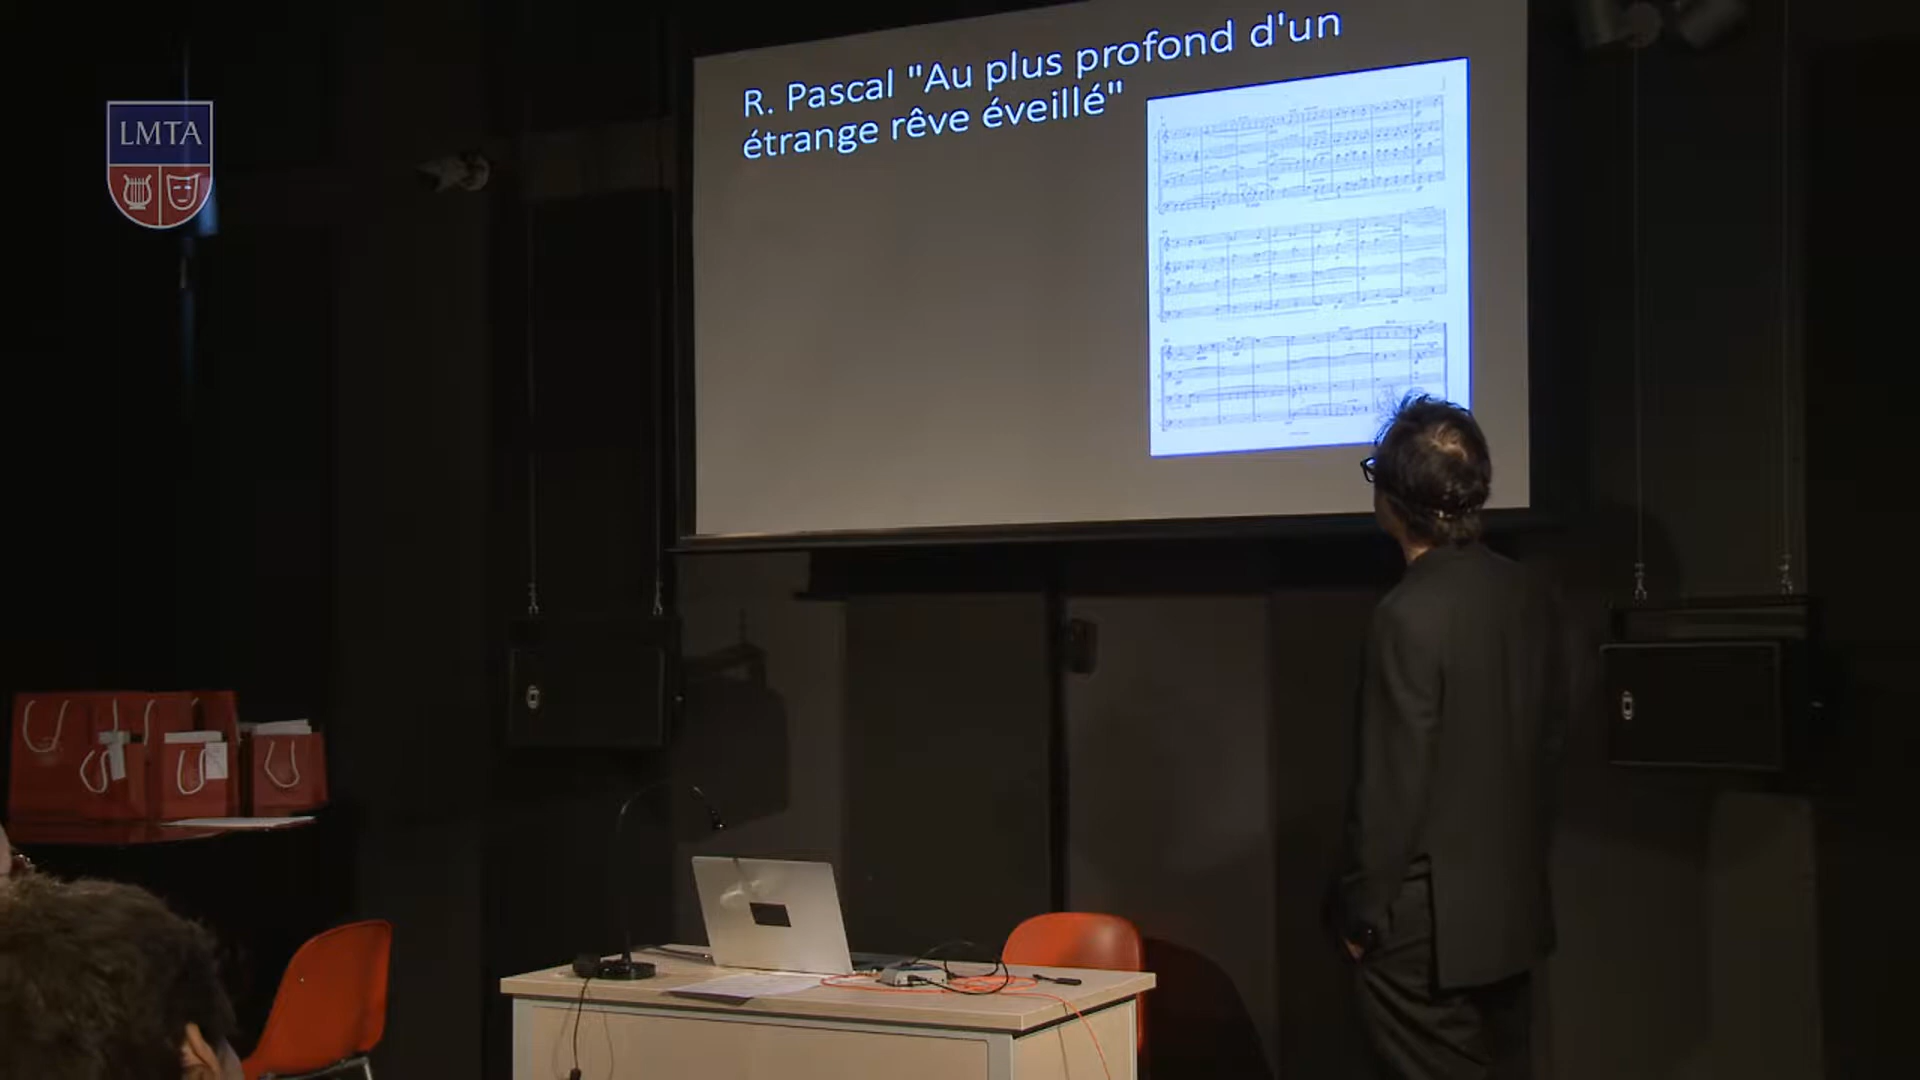 LMTA
R. Pascal "Au plus profond d'un
étrange rêve éveillé"